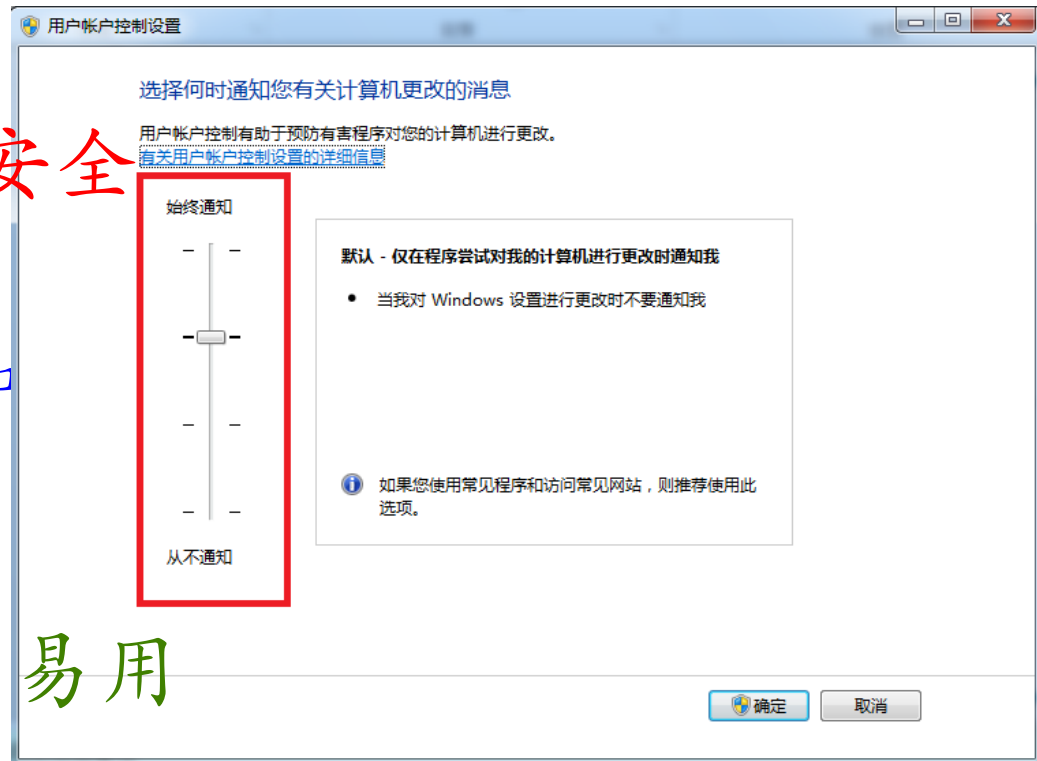 用户帐户控制设置
选择何时通知您有关计算机更改的消息
用户帐户控制有助于预防有害程序对您的计算机进行更改。
安全
有关用户帐户控制设置的详细信息
始终通知
默认 - 仅在程序尝试对我的计算机进行更改时通知我
• 当我对 Windows 设置进行更改时不要通知我
如果您使用常见程序和访问常见网站，则推荐使用此
选项。
从不通知
易用
确定
取消